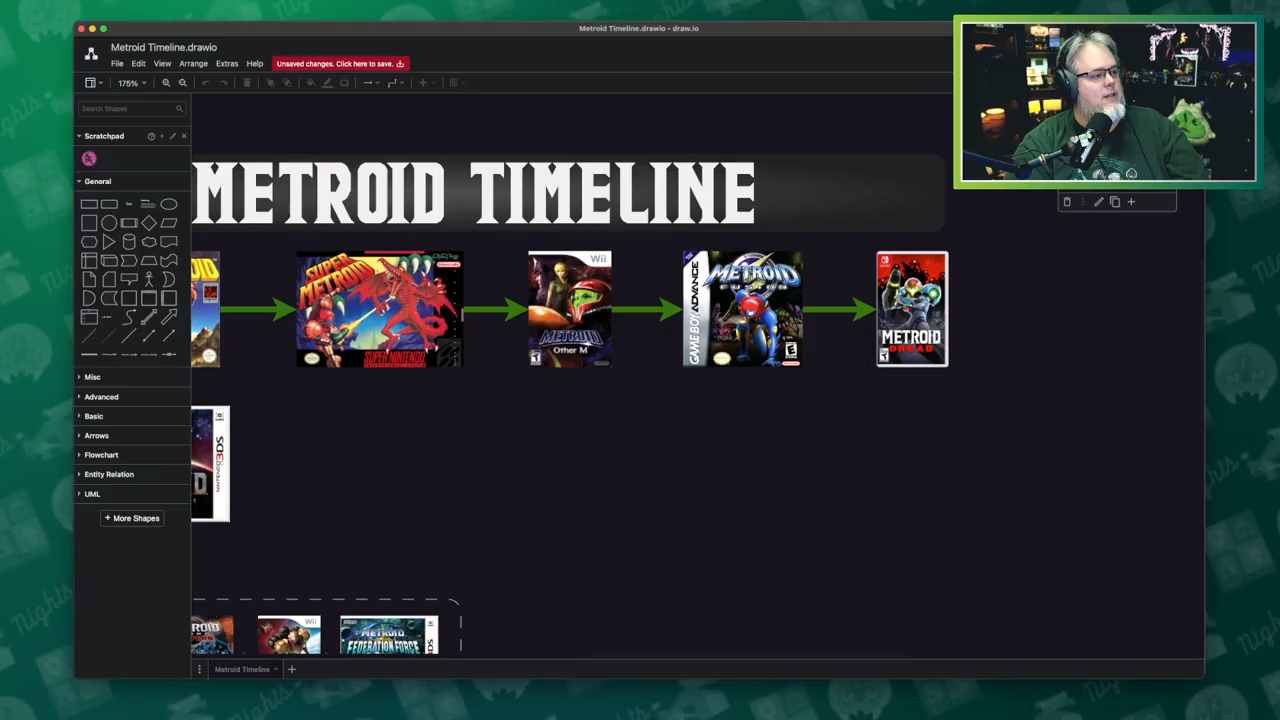 Metroid Timeline.drawio - draw.io
Metroid Timeline.drawio
File Edit View Arrange Extras Help Unsaved changes. Click here to save.
175%
Search Shapes
Scratchpad
General
Text
Misc
Advanced
Basic
Arrows
Flowchart
Entity Relation
UML
+ More Shapes
METROID TIMELINE
SUPER METROID
SUPER NINTENDO
Wii
METROID
Other M
GAME BOY ADVANCE
METROID
FUSION
METROID
DREAD
NINTENDO 3DS
Wii
METROID
FEDERATION FORCE
Metroid Timeline
Nights